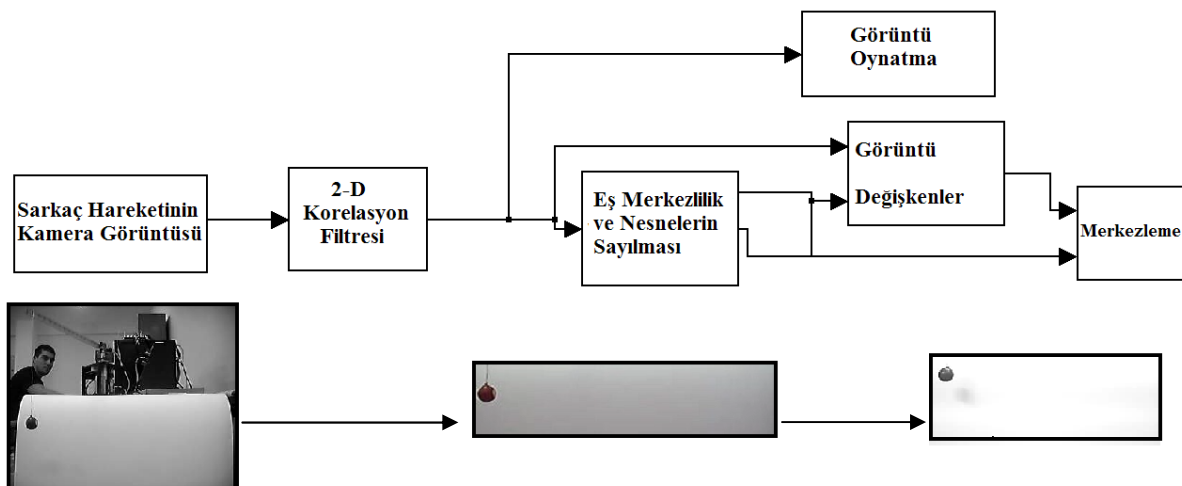 Görüntü
Oynatma
Sarkaç Hareketinin
Kamera Görüntüsü
2-D
Korelasyon
Filtresi
Eş Merkezlilik
ve Nesnelerin
Sayılması
Görüntü
Değişkenler
Merkezleme